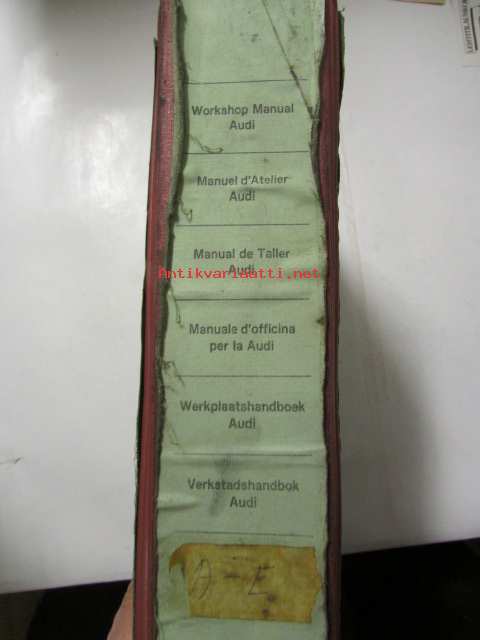 Workshop Manual
Audi
Manuel d'Atelier
Audi
Manual de Taller
Audi
Antikvariaatti.net
Manuale d'officina
per la Audi
Werkplaatshandboek
Audi
Verkstadshandbok
Audi
A-E